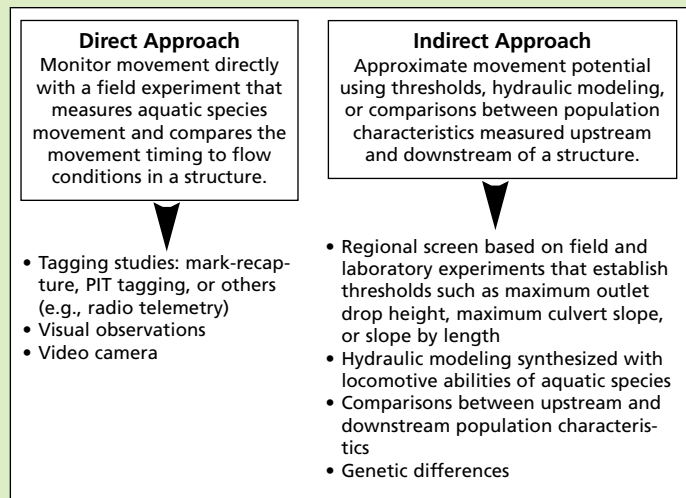 Direct Approach
Monitor movement directly
with a field experiment that
measures aquatic species
movement and compares the
movement timing to flow
conditions in a structure.
• Tagging studies: mark-recap-
ture, PIT tagging, or others
(e.g., radio telemetry)
• Visual observations
• Video camera
Indirect Approach
Approximate movement potential
using thresholds, hydraulic modeling,
or comparisons between population
characteristics measured upstream
and downstream of a structure.
• Regional screen based on field and
laboratory experiments that establish
thresholds such as maximum outlet
drop height, maximum culvert slope,
or slope by length
• Hydraulic modeling synthesized with
locomotive abilities of aquatic species
• Comparisons between upstream and
downstream population characteris-
tics
• Genetic differences